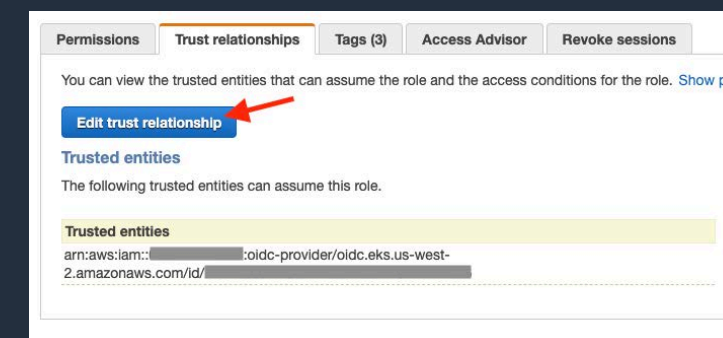 Permissions Trust relationships Tags (3) Access Advisor Revoke sessions
You can view the trusted entities that can assume the role and the access conditions for the role. Show
Edit trust relationship
Trusted entities
The following trusted entities can assume this role.
Trusted entities
arn:aws:iam:: :oidc-provider/oidc.eks.us-west-
2.amazonaws.com/id/